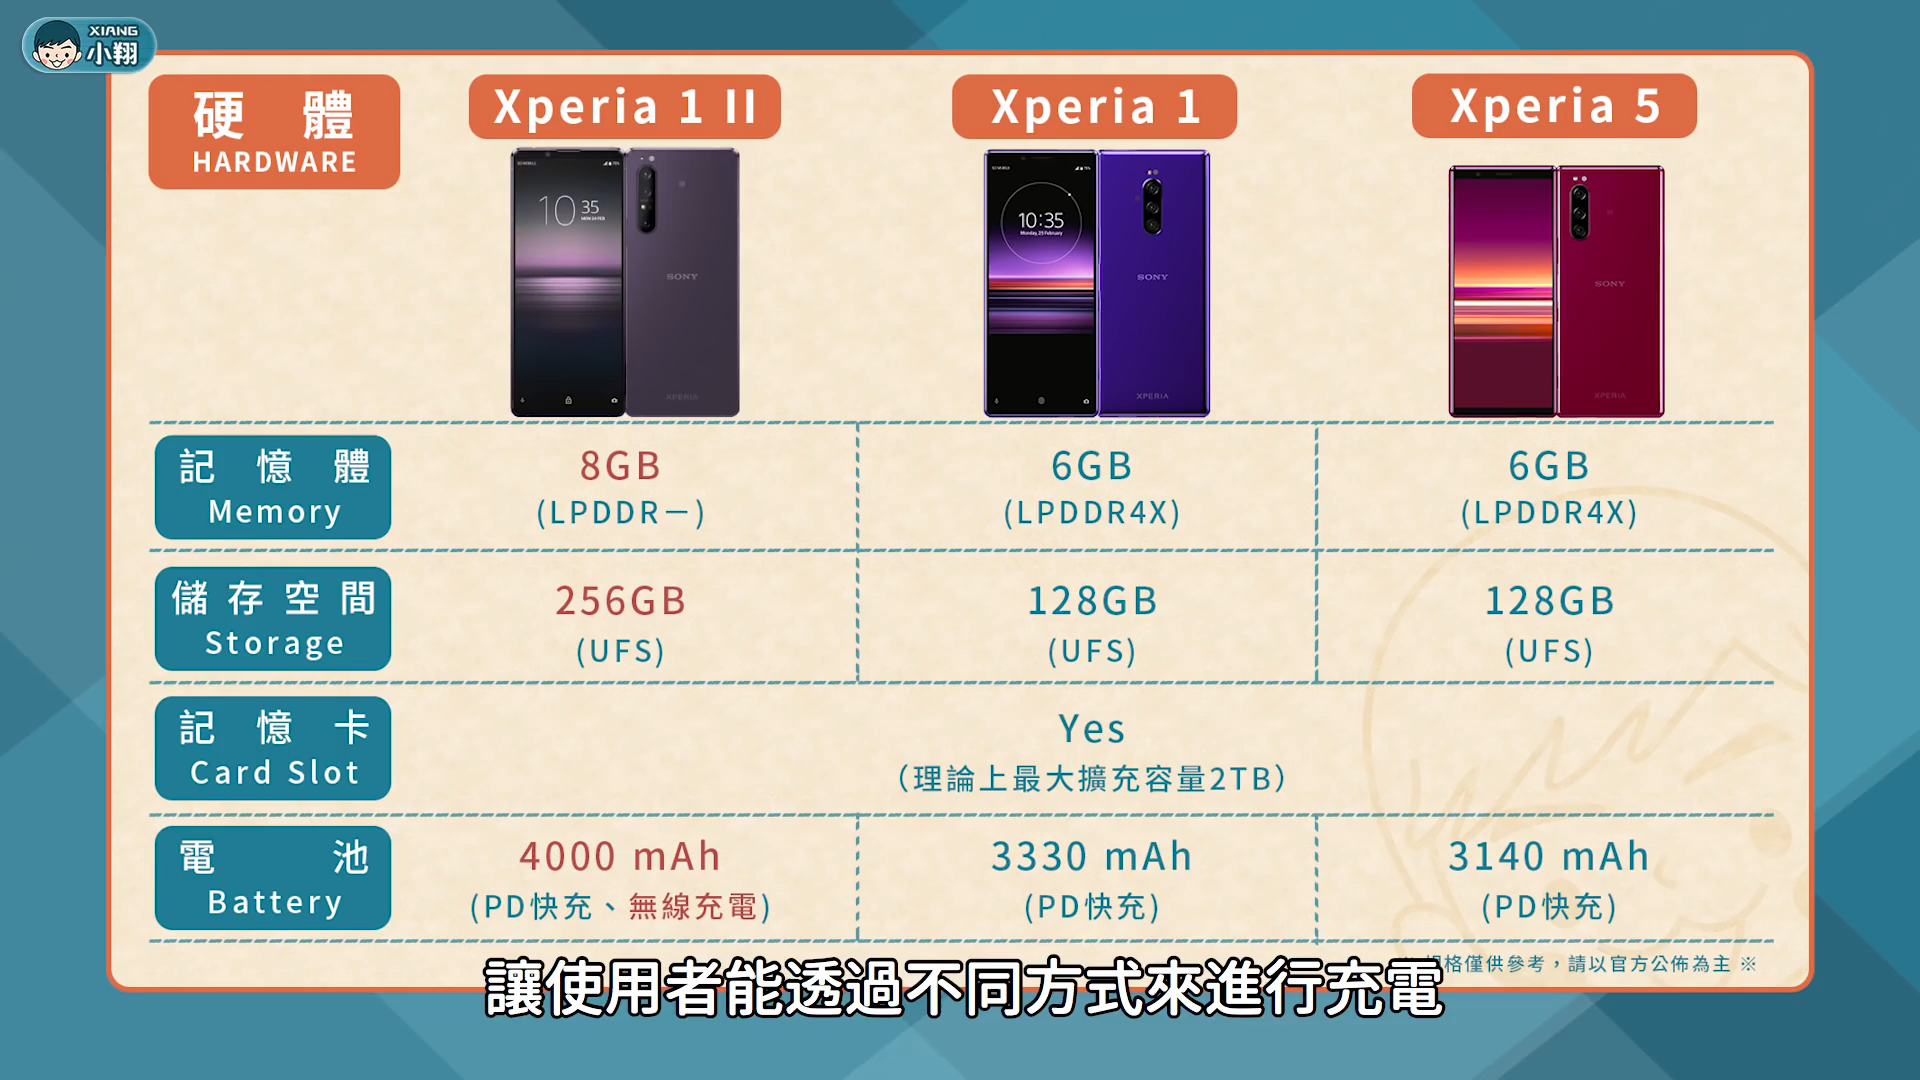 XIANG
小翔
硬體
HARDWARE
Xperia 1 II
Xperia 1
Xperia 5
10 35
SONY
XPERIA
10:35
Monday, 25 February
SONY
XPERIA
SONY
XPERIA
記憶體
Memory
8GB
(LPDDR－)
6GB
(LPDDR4X)
6GB
(LPDDR4X)
儲存空間
Storage
256GB
(UFS)
128GB
(UFS)
128GB
(UFS)
記憶卡
Card Slot
Yes
（理論上最大擴充容量2TB）
電池
Battery
4000 mAh
(PD快充、無線充電)
3330 mAh
(PD快充)
3140 mAh
(PD快充)
格僅供參考，請以官方公佈為主 ※
讓使用者能透過不同方式來進行充電